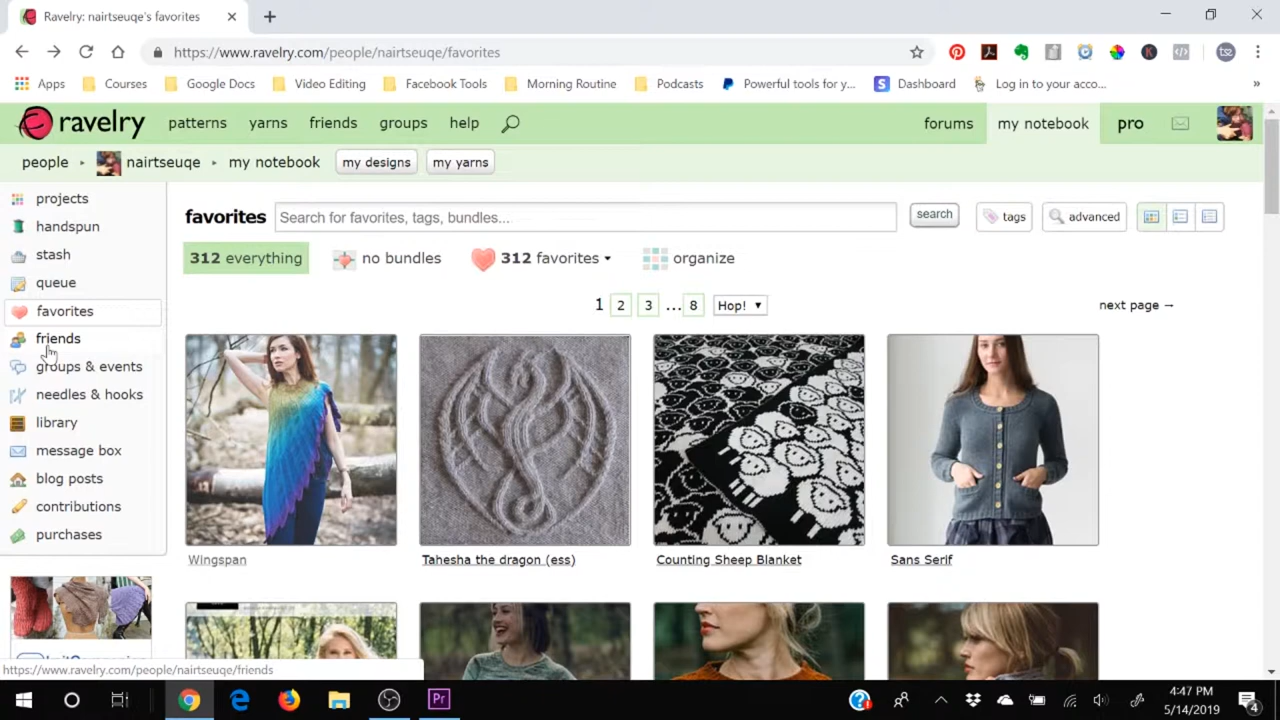 Ravelry: nairtseuqe's favorites
https://www.ravelry.com/people/nairtseuqe/favorites
Apps Courses Google Docs Video Editing Facebook Tools Morning Routine Podcasts Powerful tools for y... Dashboard Log in to your acco... »
ravelry patterns yarns friends groups help forums my notebook pro
people nairtseuqe my notebook my designs my yarns
projects
handspun
stash
queue
favorites
friends
groups & events
needles & hooks
library
message box
blog posts
contributions
purchases
favorites Search for favorites, tags, bundles... search tags advanced
312 everything no bundles 312 favorites organize
1 2 3 ... 8 Hop! next page →
Wingspan Tahesha the dragon (ess) Counting Sheep Blanket Sans Serif
https://www.ravelry.com/people/nairtseuqe/friends
Pr
4:47 PM
5/14/2019
4